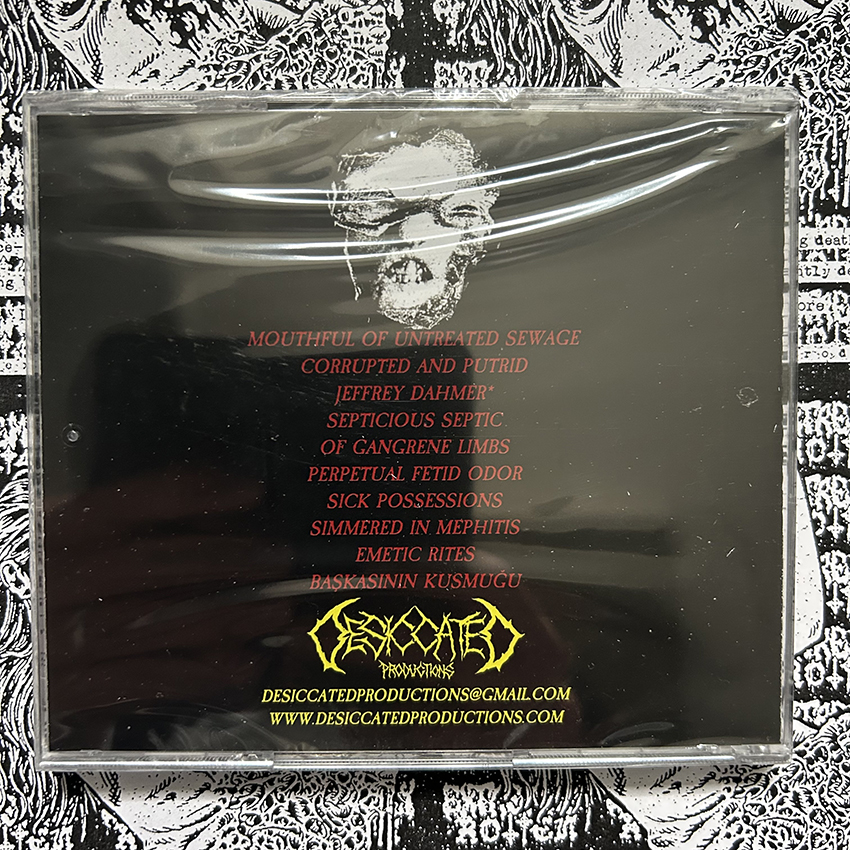 MOUTHFUL OF UNTREATED SEWAGE
CORRUPTED AND PUTRID
JEFFREY DAHMER*
SEPTICIOUS SEPTIC
OF GANGRENE LIMBS
PERPETUAL FETID ODOR
SICK POSSESSIONS
SIMMERED IN MEPHITIS
EMETIC RITES
BAŞKASININ KUSMUĞU
DESICCATED
PRODUCTIONS
DESICCATEDPRODUCTIONS@GMAIL.COM
WWW.DESICCATEDPRODUCTIONS.COM